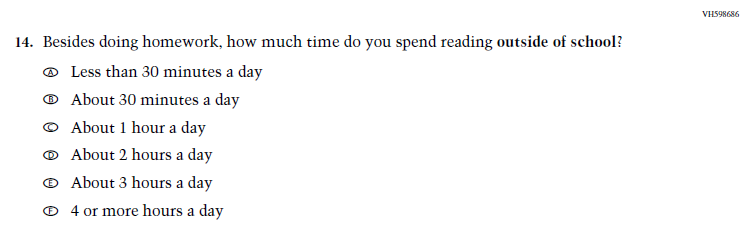 VH598686
14. Besides doing homework, how much time do you spend reading outside of school?
Ⓐ Less than 30 minutes a day
Ⓑ About 30 minutes a day
Ⓒ About 1 hour a day
Ⓓ About 2 hours a day
Ⓔ About 3 hours a day
Ⓕ 4 or more hours a day